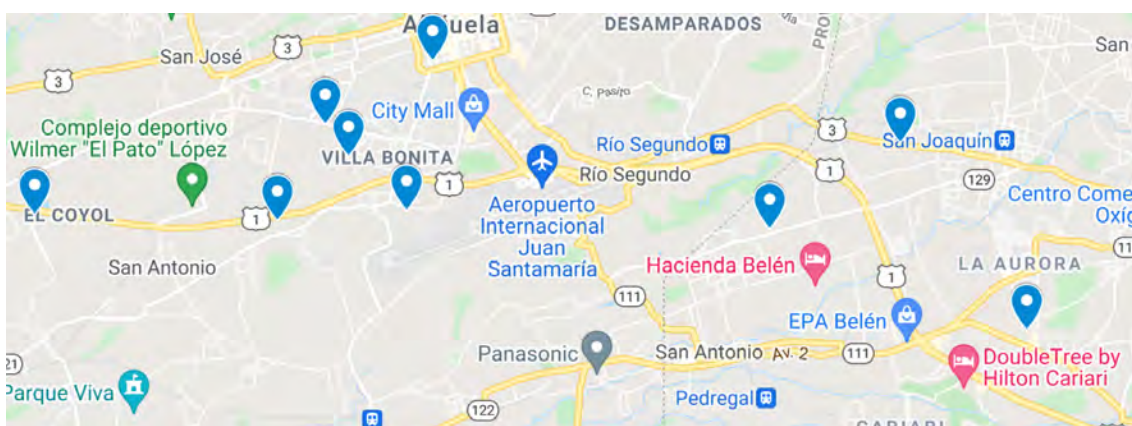 DESAMPARADOS
San José
3
3
City Mall
C. Pasito
San
Complejo deportivo
Wilmer "El Pato" López
VILLA BONITA
Río Segundo
3
San Joaquín
1
129
1
Río Segundo
EL COYOL
1
Centro Come
Oxíg
Aeropuerto
Internacional
Juan
Santamaría
San Antonio
Hacienda Belén
LA AURORA
11
1
111
EPA Belén
21
Panasonic
San Antonio
Av. 2
111
DoubleTree by
Hilton Cariari
Parque Viva
Pedregal
122